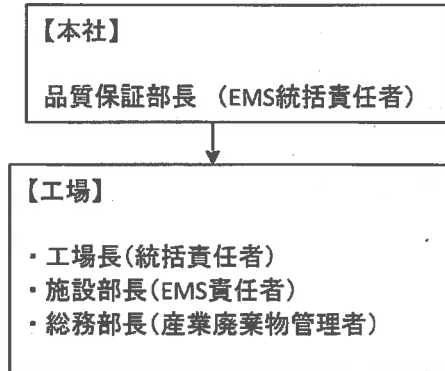 【本社】
品質保証部長 （EMS統括責任者）
【工場】
・工場長(統括責任者)
・施設部長(EMS責任者)
・総務部長(産業廃棄物管理者)